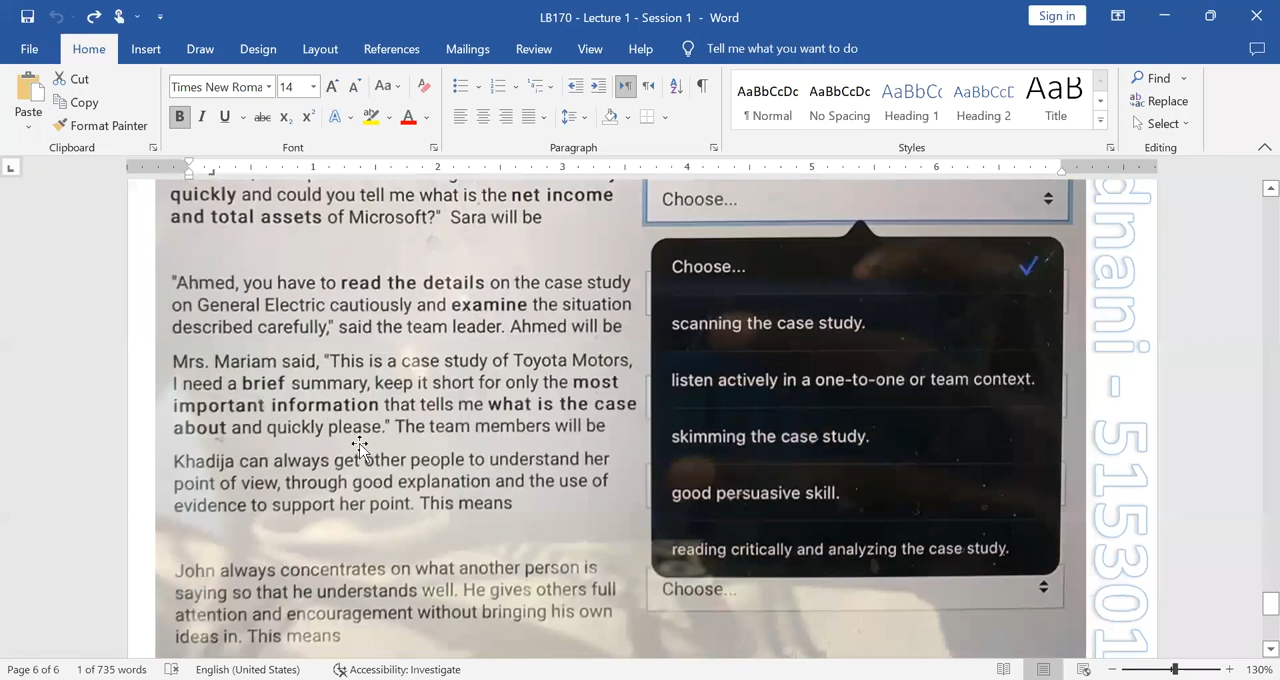 LB170 - Lecture 1 - Session 1 - Word
Sign in
File Home Insert Draw Design Layout References Mailings Review View Help Tell me what you want to do
Paste
Cut
Copy
Format Painter
Clipboard
Times New Roma 14
Font
Paragraph
AaBbCcDc AaBbCcDc AaBbCc AaBbCcD AaB
¶ Normal No Spacing Heading 1 Heading 2 Title
Styles
Find
Replace
Select
Editing
1 2 3 4 5 6
quickly and could you tell me what is the net income
and total assets of Microsoft?" Sara will be
Choose...
"Ahmed, you have to read the details on the case study
on General Electric cautiously and examine the situation
described carefully," said the team leader. Ahmed will be
Mrs. Mariam said, "This is a case study of Toyota Motors,
I need a brief summary, keep it short for only the most
important information that tells me what is the case
about and quickly please." The team members will be
Khadija can always get other people to understand her
point of view, through good explanation and the use of
evidence to support her point. This means
John always concentrates on what another person is
saying so that he understands well. He gives others full
attention and encouragement without bringing his own
ideas in. This means
Choose...
scanning the case study.
listen actively in a one-to-one or team context.
skimming the case study.
good persuasive skill.
reading critically and analyzing the case study.
Choose...
dnani - 5115301
Page 6 of 6 1 of 735 words English (United States) Accessibility: Investigate 130%